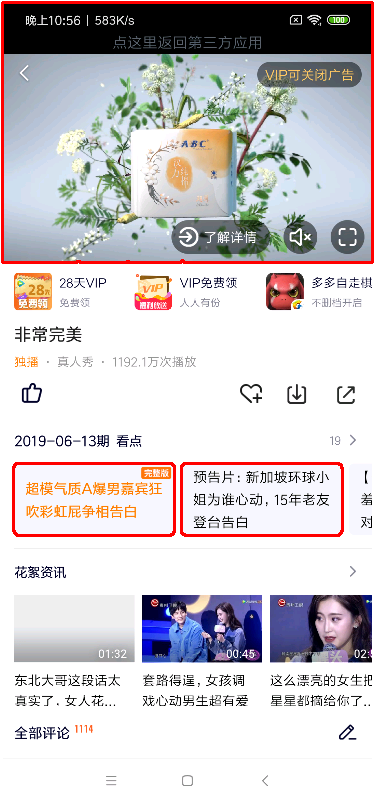 晚上10:56 | 583K/s
100
点这里返回第三方应用
VIP可关闭广告
ABC
了解详情
28天
免费领
28天VIP
免费领
VIP
VIP免费领
人人有份
多多自走棋
不删档开启
非常完美
独播 · 真人秀 · 1192.1万次播放
2019-06-13期 看点
19
完整版
超模气质A爆男嘉宾狂
吹彩虹屁争相告白
预告片：新加坡环球小
姐为谁心动，15年老友
登台告白
【
羞
对
花絮资讯
01:32
00:45
东北大哥这段话太
真实了，女人花...
套路得逞，女孩调
戏心动男生超有爱
这么漂亮的女生把
星星都摘给你了...
全部评论 1114